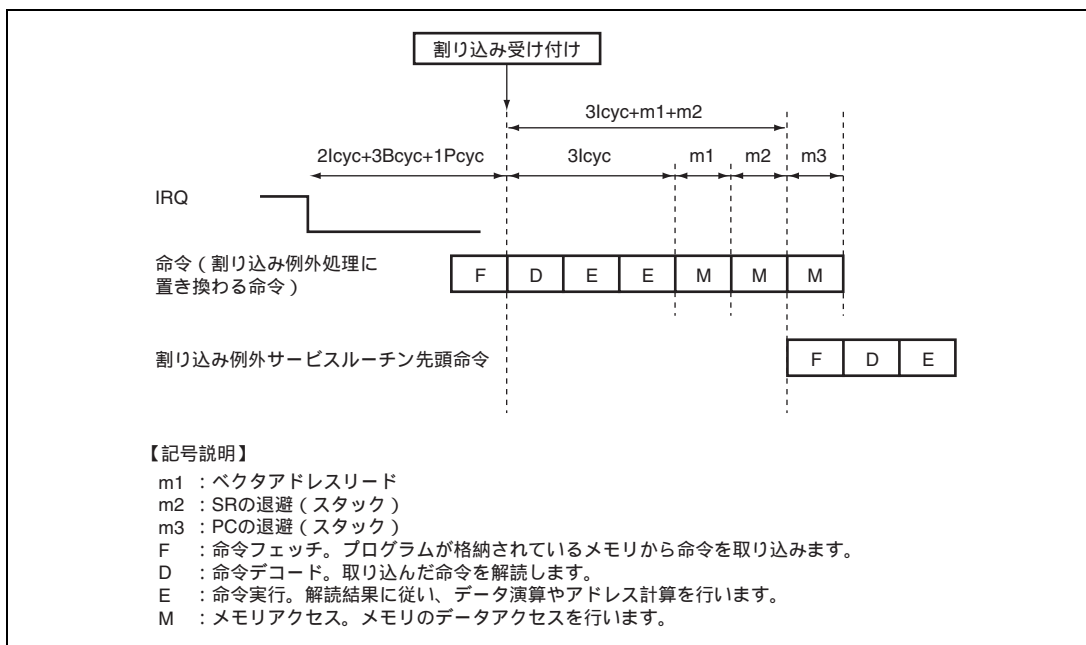 割り込み受け付け
3Icyc+m1+m2
2Icyc+3Bcyc+1Pcyc 3Icyc m1 m2 m3
IRQ
命令（割り込み例外処理に
置き換わる命令）
F D E E M M M
割り込み例外サービスルーチン先頭命令
F D E
【記号説明】
m1 ：ベクタアドレスリード
m2 ：SRの退避（スタック）
m3 ：PCの退避（スタック）
F ：命令フェッチ。プログラムが格納されているメモリから命令を取り込みます。
D ：命令デコード。取り込んだ命令を解読します。
E ：命令実行。解読結果に従い、データ演算やアドレス計算を行います。
M ：メモリアクセス。メモリのデータアクセスを行います。